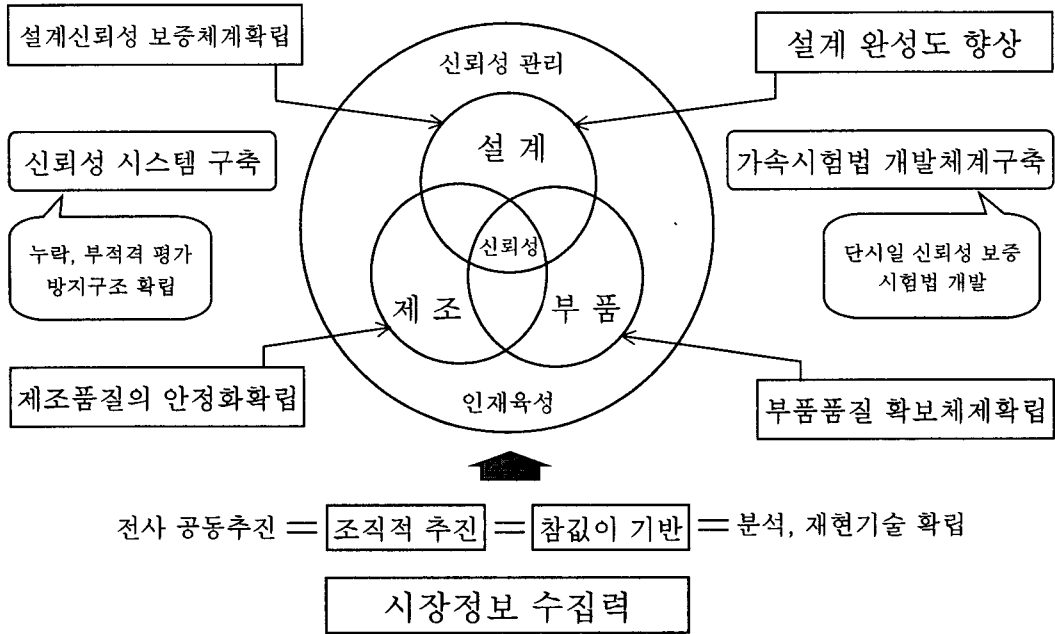 설계신뢰성 보증체계확립
설계 완성도 향상
신뢰성 관리
설 계
신뢰성 시스템 구축
가속시험법 개발체계구축
누락, 부적격 평가
방지구조 확립
신뢰성
단시일 신뢰성 보증
시험법 개발
제 조
부 품
제조품질의 안정화확립
인재육성
부품품질 확보체제확립
전사 공동추진 = 조직적 추진 = 참값이 기반 = 분석, 재현기술 확립
시장정보 수집력